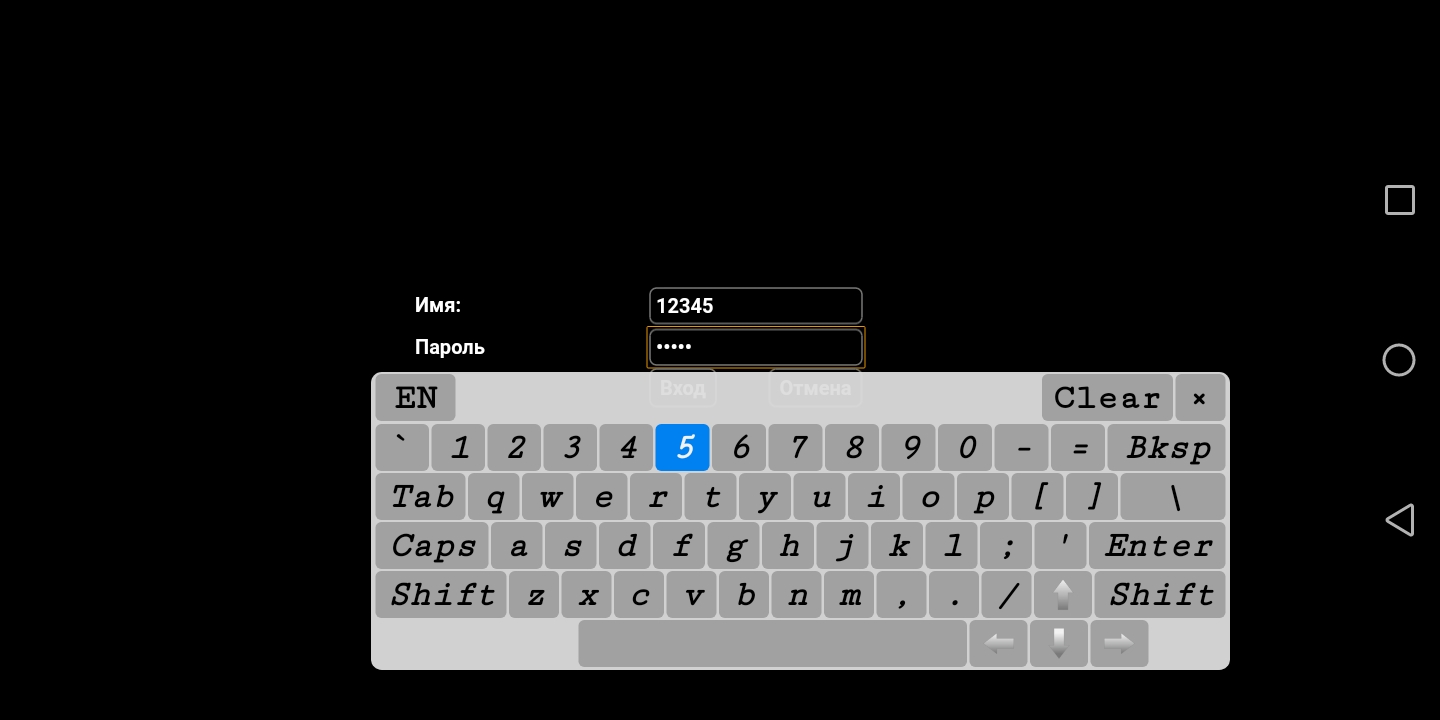 Имя: 12345
Пароль •••••
Вход Отмена
EN Clear ×
` 1 2 3 4 5 6 7 8 9 0 - = Bksp
Tab q w e r t y u i o p [ ] \
Caps a s d f g h j k l ; ' Enter
Shift z x c v b n m , . / Shift